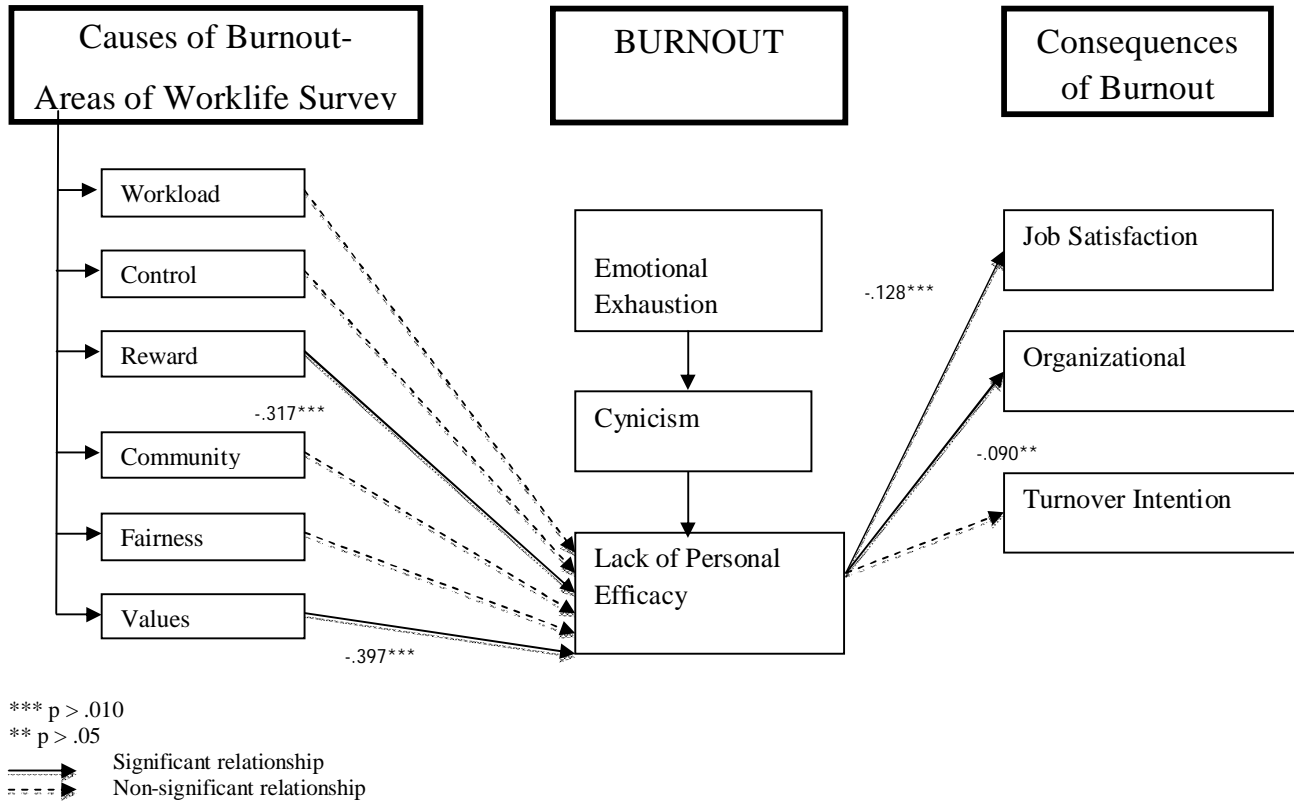 Causes of Burnout-
Areas of Worklife Survey
BURNOUT
Consequences
of Burnout
Workload
Control
Reward
Community
Fairness
Values
-.317***
-.397***
Emotional
Exhaustion
Cynicism
Lack of Personal
Efficacy
-.128***
-.090**
Job Satisfaction
Organizational
Turnover Intention
*** p > .010
** p > .05
Significant relationship
Non-significant relationship